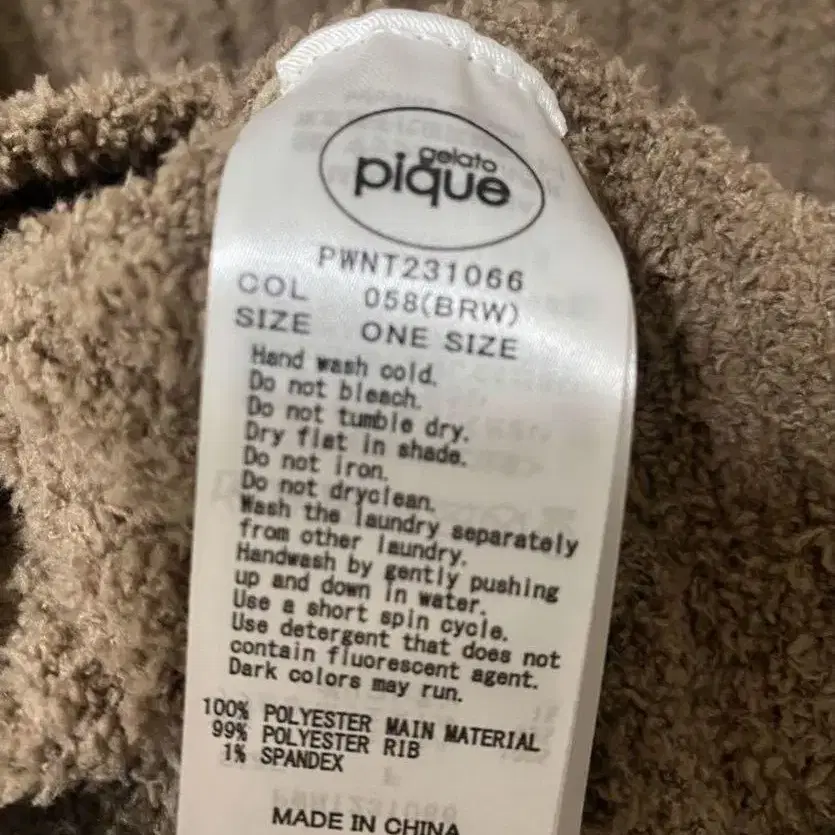 gelato
pique
PWNT231066
COL 058(BRW)
SIZE ONE SIZE
Hand wash cold.
Do not bleach.
Do not tumble dry.
Dry flat in shade.
Do not iron.
Do not dryclean.
Wash the laundry separately
from other laundry.
Handwash by gently pushing
up and down in water.
Use a short spin cycle.
Use detergent that does not
contain fluorescent agent.
Dark colors may run.
100% POLYESTER MAIN MATERIAL
99% POLYESTER RIB
1% SPANDEX
MADE IN CHINA